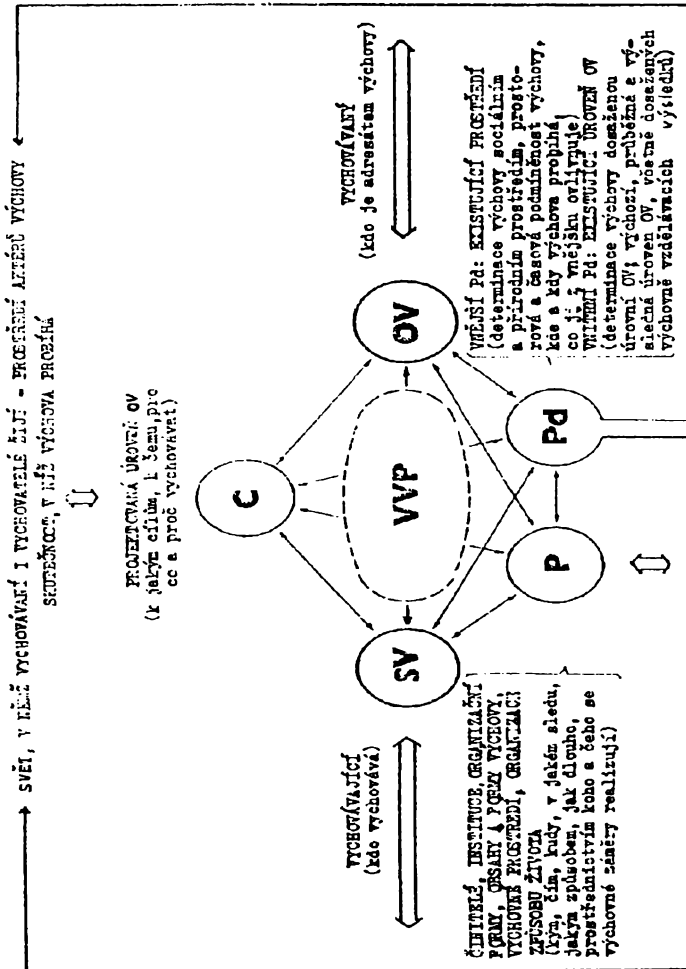 SVĚT, V NĚMŽ VYCHOVÁVANÍ I VYCHOVATELÉ ŽIJÍ - PROSTŘEDÍ AKTÉRŮ VÝCHOVY
SKUTEČNOST, V NÍŽ VÝCHOVA PROBÍHÁ
PROJEKTOVANÁ ÚROVEŇ OV
(k jakým cílům, k čemu, pro
co a proč vychovávat)
VYCHOVÁVAJÍCÍ
(kdo vychovává)
VYCHOVÁVANÝ
(kdo je adresátem výchovy)
C
SV
VVP
OV
P
Pd
ČINITELÉ, INSTITUCE, ORGANIZAČNÍ
FORMY, OBSAHY A FORMY VÝCHOVY,
VÝCHOVNÉ PROSTŘEDÍ, ORGANIZACE
ZPŮSOBU ŽIVOTA
(kým, čím, kudy, v jakém sledu,
jakým způsobem, jak dlouho,
prostřednictvím koho a čeho se
výchovné záměry realizují)
VNĚJŠÍ Pd: EXISTUJÍCÍ PROSTŘEDÍ
(determinace výchovy sociálním
a přírodním prostředím, prosto-
rová a časová podmíněnost výchovy,
kde a kdy výchova probíhá,
co ji z vnějšku ovlivňuje)
VNITŘNÍ Pd: EXISTUJÍCÍ ÚROVEŇ OV
(determinace výchovy dosaženou
úrovní OV; výchozí, průběžná a vý-
sledná úroveň OV, včetně dosažených
výchovně vzdělávacích výsledků)